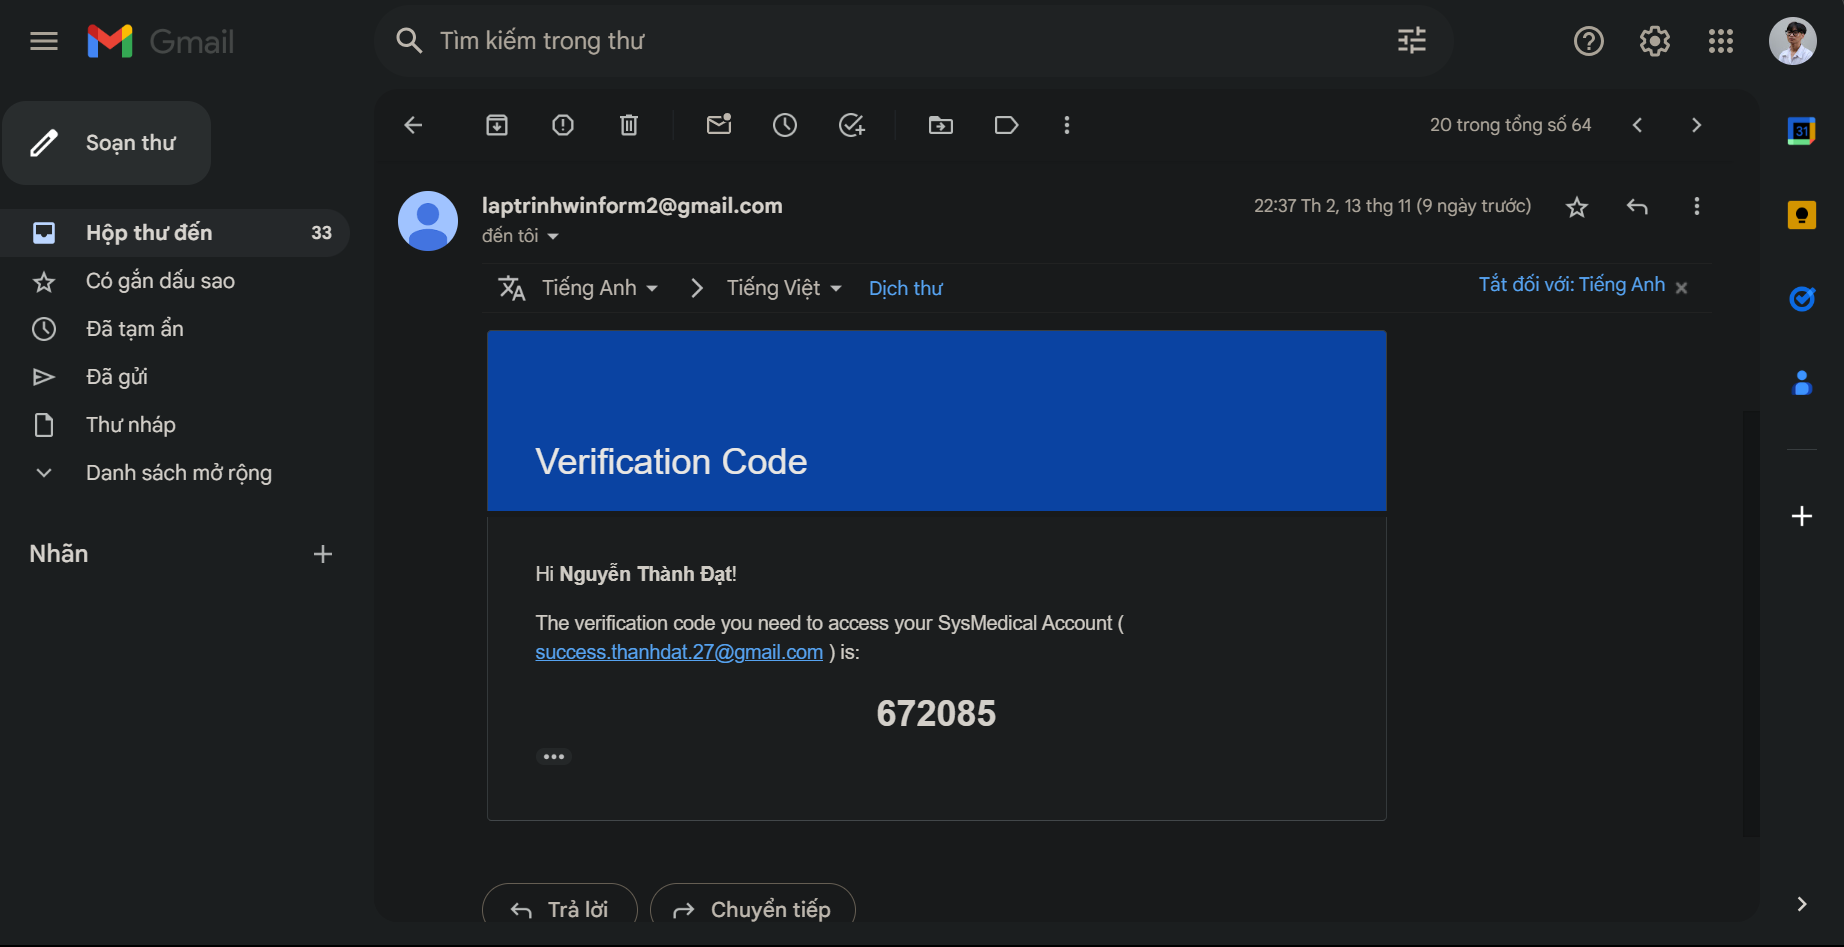 Gmail
Tìm kiếm trong thư
Soạn thư
Hộp thư đến 33
Có gắn dấu sao
Đã tạm ẩn
Đã gửi
Thư nháp
Danh sách mở rộng
Nhãn
20 trong tổng số 64
laptrinhwinform2@gmail.com
22:37 Th 2, 13 thg 11 (9 ngày trước)
đến tôi
Tiếng Anh
Tiếng Việt
Dịch thư
Tắt đối với: Tiếng Anh
Verification Code
Hi Nguyễn Thành Đạt!
The verification code you need to access your SysMedical Account (
success.thanhdat.27@gmail.com ) is:
672085
Trả lời
Chuyển tiếp
31